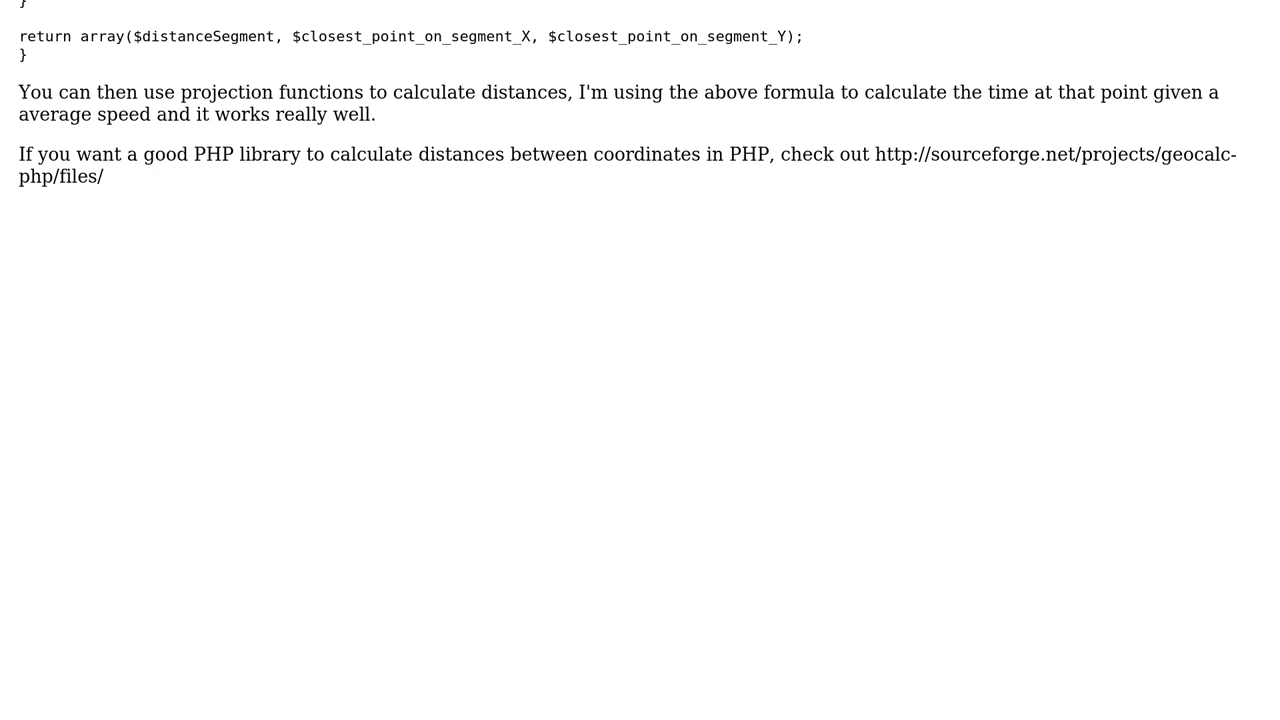 }
return array($distanceSegment, $closest_point_on_segment_X, $closest_point_on_segment_Y);
}
You can then use projection functions to calculate distances, I'm using the above formula to calculate the time at that point given a
average speed and it works really well.
If you want a good PHP library to calculate distances between coordinates in PHP, check out http://sourceforge.net/projects/geocalc-
php/files/